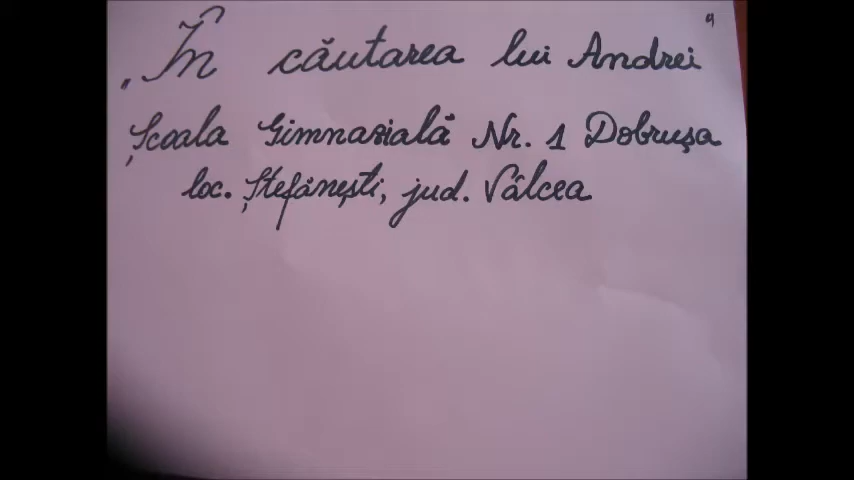 „În căutarea lui Andrei
Școala Gimnazială Nr. 1 Dobrușa
loc. Ștefănești, jud. Vâlcea